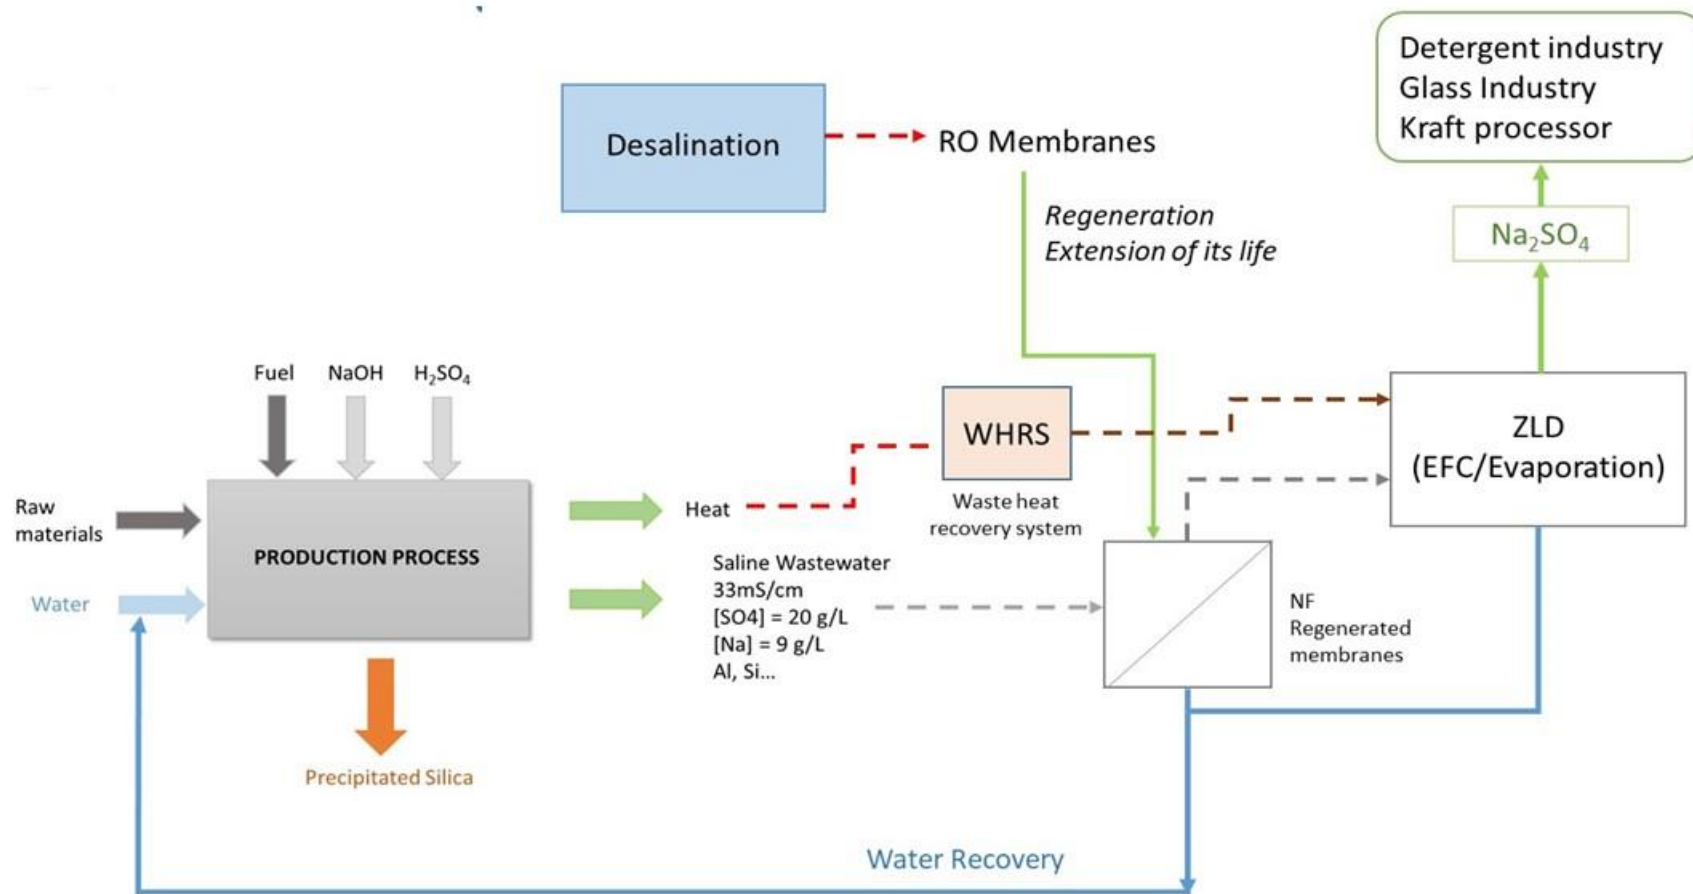 Detergent industry
Glass Industry
Kraft processor
Desalination
RO Membranes
Regeneration
Extension of its life
Na₂SO₄
Fuel
NaOH
H₂SO₄
WHRS
ZLD
(EFC/Evaporation)
Raw
materials
Heat
Waste heat
recovery system
PRODUCTION PROCESS
Saline Wastewater
33mS/cm
[SO4] = 20 g/L
[Na] = 9 g/L
Al, Si...
Water
NF
Regenerated
membranes
Precipitated Silica
Water Recovery